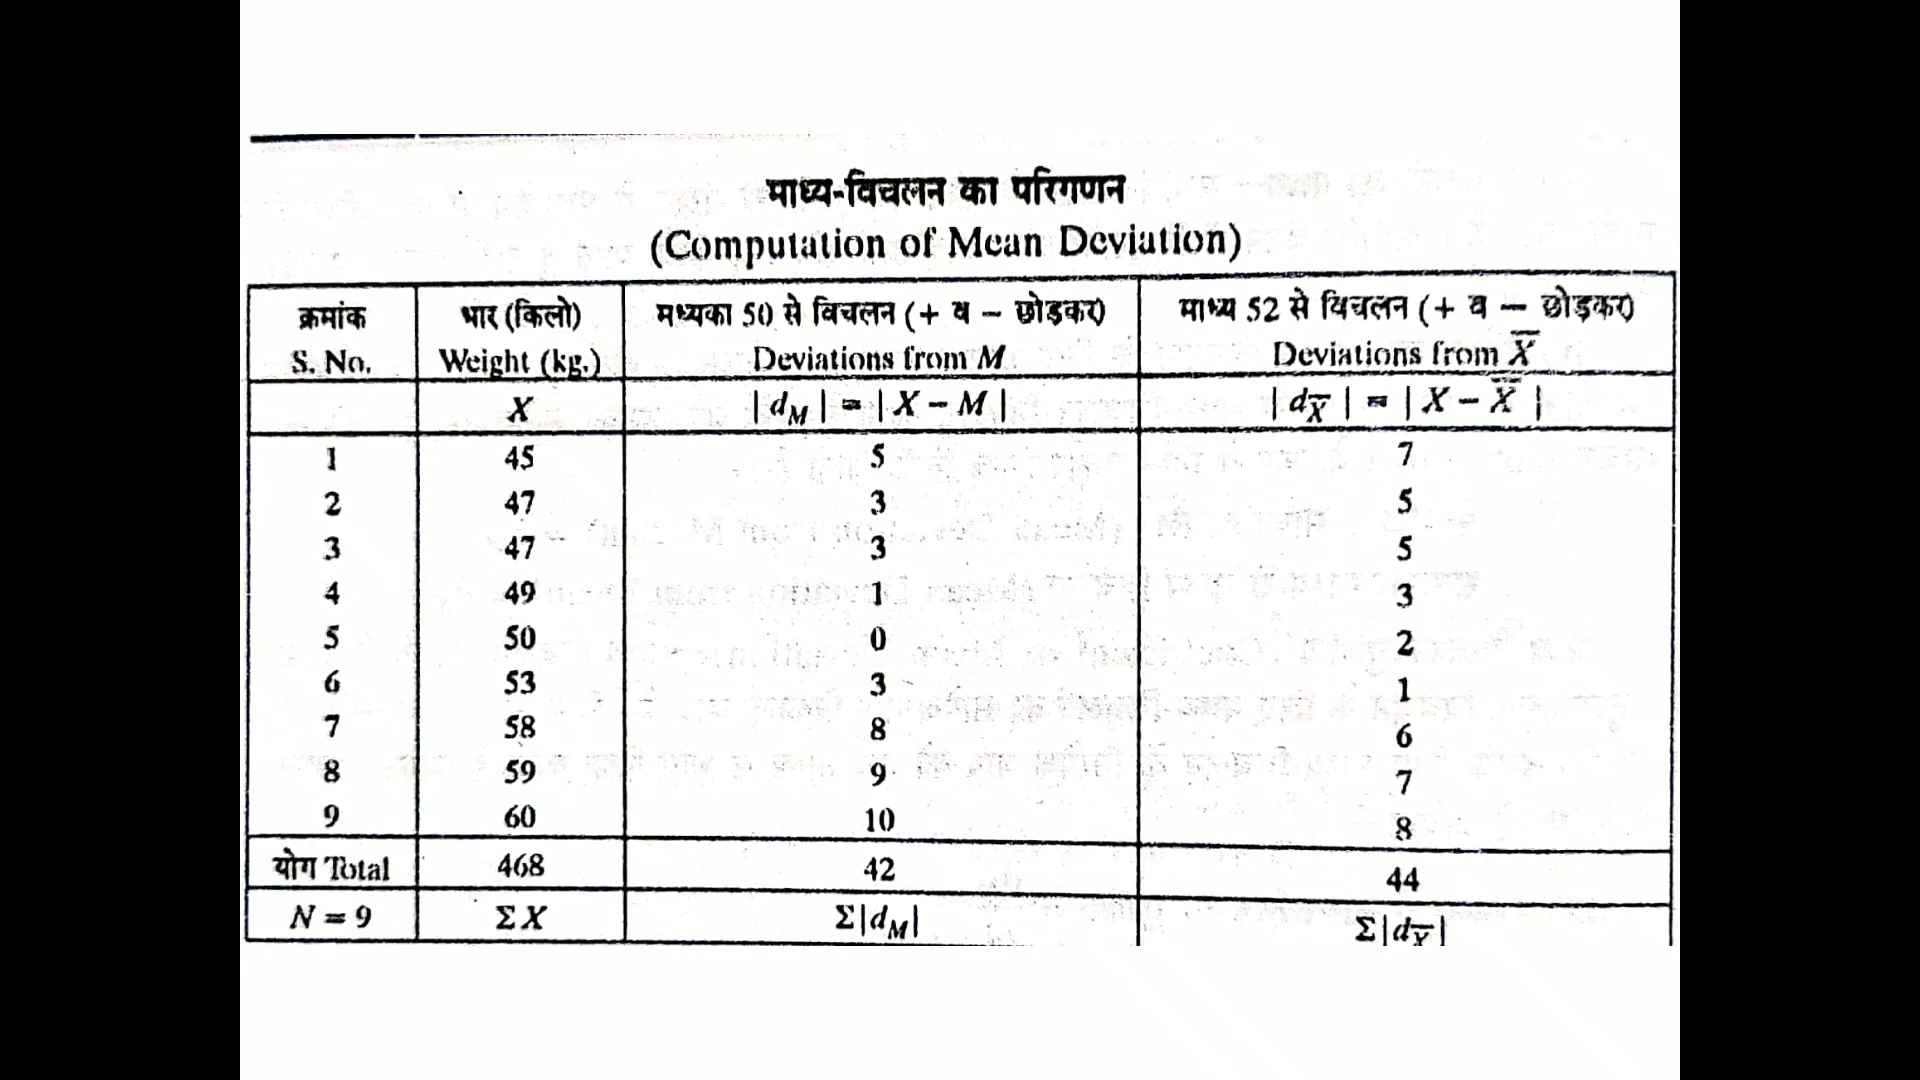 माध्य-विचलन का परिगणन
(Computation of Mean Deviation)
क्रमांक भार (किलो) मध्यका 50 से विचलन (+ व – छोड़कर) माध्य 52 से विचलन (+ व – छोड़कर)
S. No. Weight (kg.) Deviations from M Deviations from X̅
X | d_M | = | X – M | | d_X̅ | = | X – X̅ |
1 45 5 7
2 47 3 5
3 47 3 5
4 49 1 3
5 50 0 2
6 53 3 1
7 58 8 6
8 59 9 7
9 60 10 8
योग Total 468 42 44
N = 9 Σ X Σ|d_M| Σ|d_X̅|